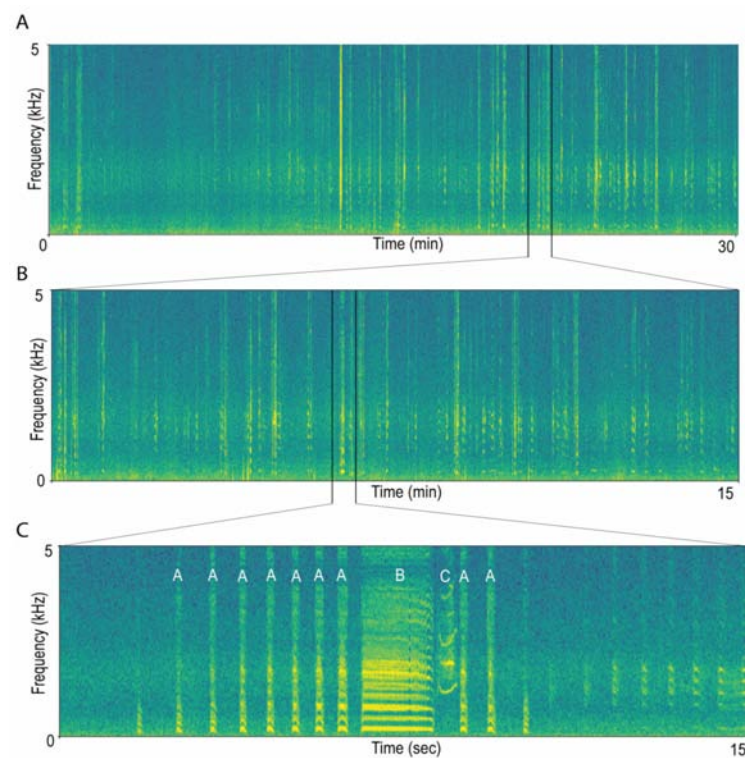 A
5
Frequency (kHz)
0
Time (min)
30
B
5
Frequency (kHz)
0
Time (min)
15
C
5
A A A A A A A B C A A
Frequency (kHz)
0
Time (sec)
15